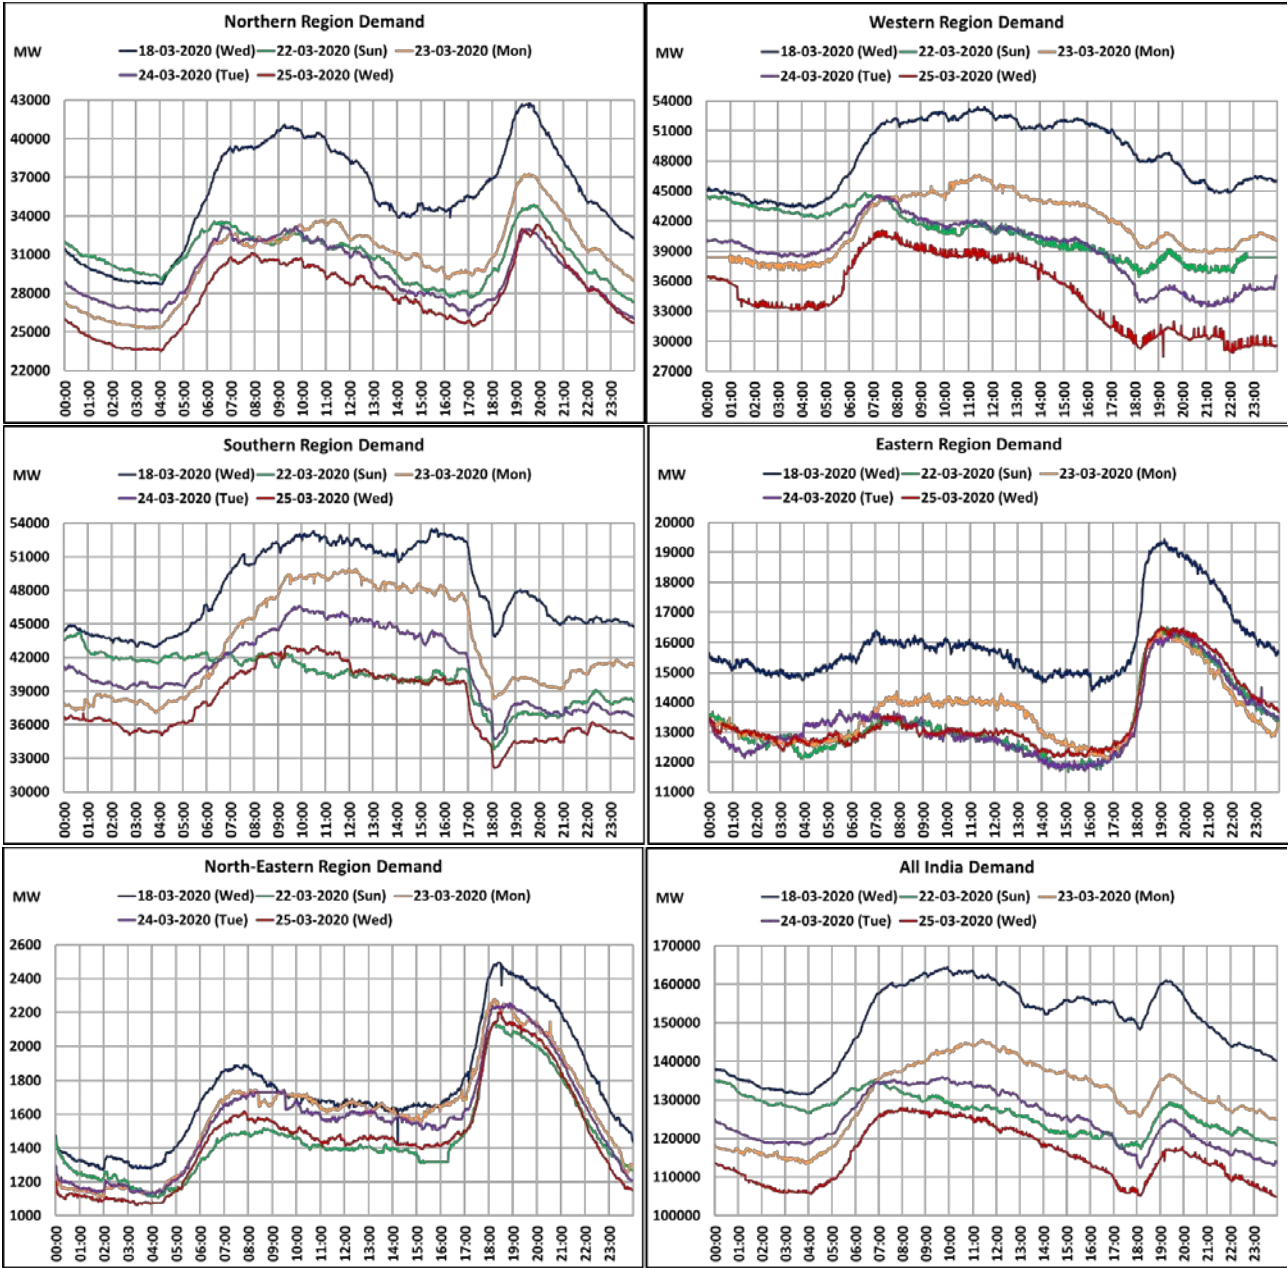 Northern Region Demand
MW
18-03-2020 (Wed) 22-03-2020 (Sun) 23-03-2020 (Mon)
24-03-2020 (Tue) 25-03-2020 (Wed)
43000
40000
37000
34000
31000
28000
25000
22000
00:00 01:00 02:00 03:00 04:00 05:00 06:00 07:00 08:00 09:00 10:00 11:00 12:00 13:00 14:00 15:00 16:00 17:00 18:00 19:00 20:00 21:00 22:00 23:00
Western Region Demand
MW
18-03-2020 (Wed) 22-03-2020 (Sun) 23-03-2020 (Mon)
24-03-2020 (Tue) 25-03-2020 (Wed)
54000
51000
48000
45000
42000
39000
36000
33000
30000
27000
00:00 01:00 02:00 03:00 04:00 05:00 06:00 07:00 08:00 09:00 10:00 11:00 12:00 13:00 14:00 15:00 16:00 17:00 18:00 19:00 20:00 21:00 22:00 23:00
Southern Region Demand
MW
18-03-2020 (Wed) 22-03-2020 (Sun) 23-03-2020 (Mon)
24-03-2020 (Tue) 25-03-2020 (Wed)
54000
51000
48000
45000
42000
39000
36000
33000
30000
00:00 01:00 02:00 03:00 04:00 05:00 06:00 07:00 08:00 09:00 10:00 11:00 12:00 13:00 14:00 15:00 16:00 17:00 18:00 19:00 20:00 21:00 22:00 23:00
Eastern Region Demand
MW
18-03-2020 (Wed) 22-03-2020 (Sun) 23-03-2020 (Mon)
24-03-2020 (Tue) 25-03-2020 (Wed)
20000
19000
18000
17000
16000
15000
14000
13000
12000
11000
00:00 01:00 02:00 03:00 04:00 05:00 06:00 07:00 08:00 09:00 10:00 11:00 12:00 13:00 14:00 15:00 16:00 17:00 18:00 19:00 20:00 21:00 22:00 23:00
North-Eastern Region Demand
MW
18-03-2020 (Wed) 22-03-2020 (Sun) 23-03-2020 (Mon)
24-03-2020 (Tue) 25-03-2020 (Wed)
2600
2400
2200
2000
1800
1600
1400
1200
1000
00:00 01:00 02:00 03:00 04:00 05:00 06:00 07:00 08:00 09:00 10:00 11:00 12:00 13:00 14:00 15:00 16:00 17:00 18:00 19:00 20:00 21:00 22:00 23:00
All India Demand
MW
18-03-2020 (Wed) 22-03-2020 (Sun) 23-03-2020 (Mon)
24-03-2020 (Tue) 25-03-2020 (Wed)
170000
160000
150000
140000
130000
120000
110000
100000
00:00 01:00 02:00 03:00 04:00 05:00 06:00 07:00 08:00 09:00 10:00 11:00 12:00 13:00 14:00 15:00 16:00 17:00 18:00 19:00 20:00 21:00 22:00 23:00